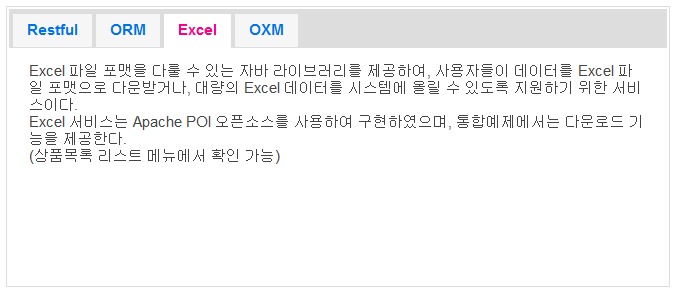 Restful ORM Excel OXM
Excel 파일 포맷을 다룰 수 있는 자바 라이브러리를 제공하여, 사용자들이 데이터를 Excel 파
일 포맷으로 다운받거나, 대량의 Excel 데이터를 시스템에 올릴 수 있도록 지원하기 위한 서비
스이다.
Excel 서비스는 Apache POI 오픈소스를 사용하여 구현하였으며, 통합예제에서는 다운로드 기
능을 제공한다.
(상품목록 리스트 메뉴에서 확인 가능)